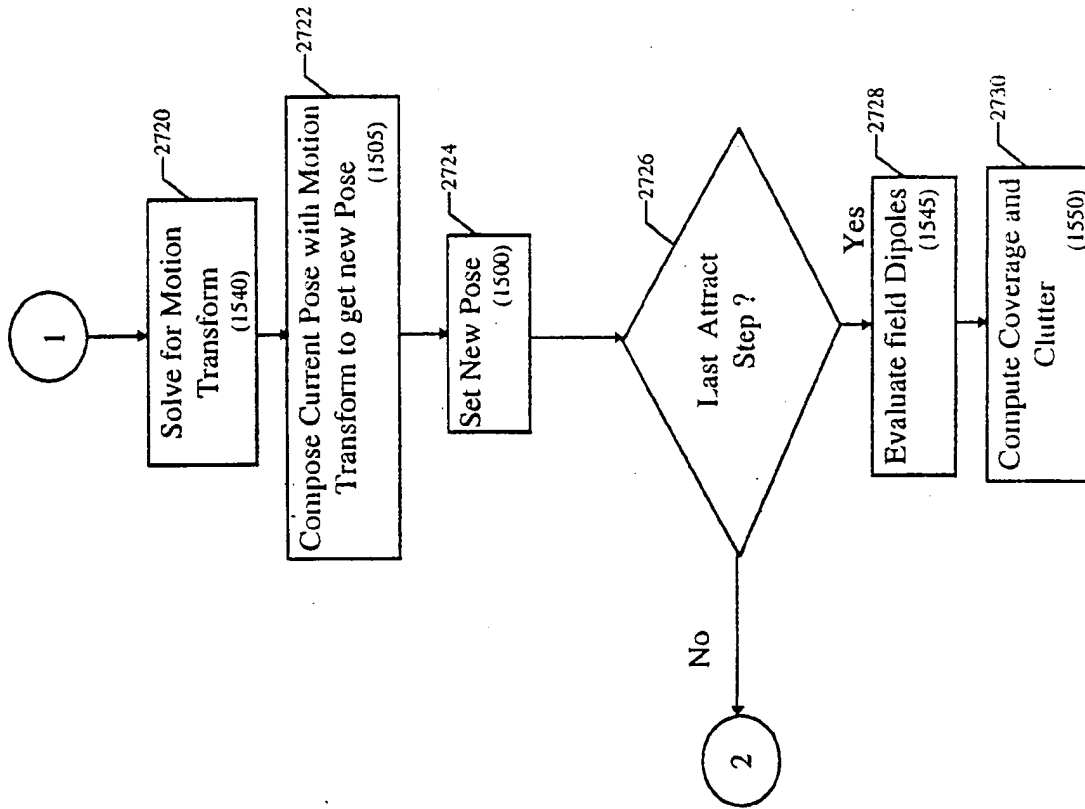 1
2720
Solve for Motion
Transform
(1540)
2722
Compose Current Pose with Motion
Transform to get new Pose
(1505)
2724
Set New Pose
(1500)
2726
Last Attract
Step ?
No
2
Yes
2728
Evaluate field Dipoles
(1545)
2730
Compute Coverage and
Clutter
(1550)